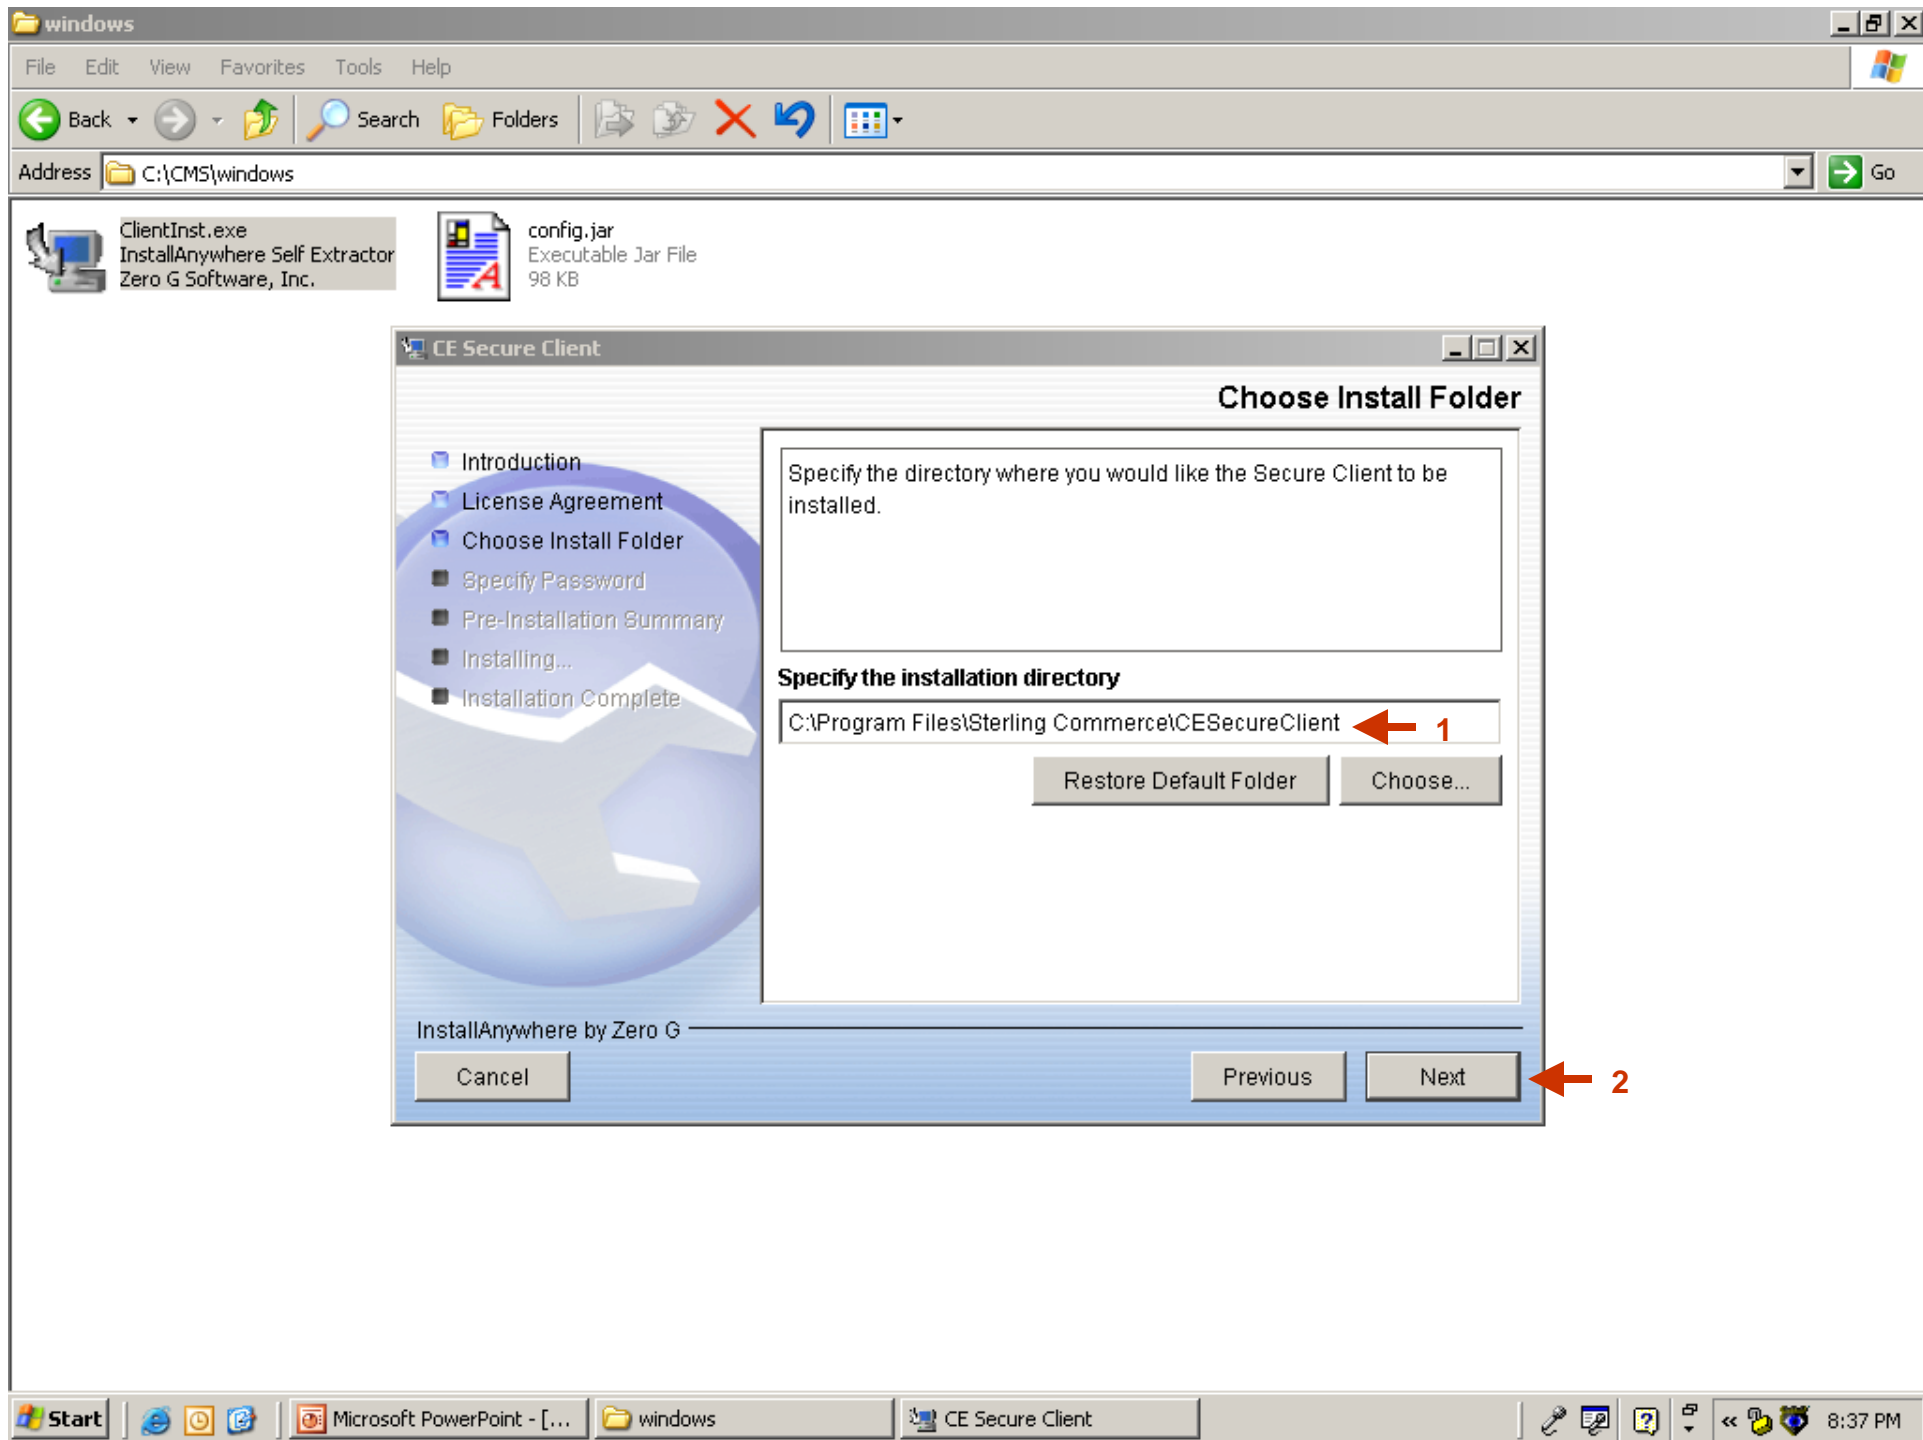 windows
File Edit View Favorites Tools Help
Back Search Folders
Address C:\CMS\windows Go
ClientInst.exe
InstallAnywhere Self Extractor
Zero G Software, Inc.
config.jar
Executable Jar File
98 KB
CE Secure Client
Choose Install Folder
Introduction
License Agreement
Choose Install Folder
Specify Password
Pre-Installation Summary
Installing...
Installation Complete
Specify the directory where you would like the Secure Client to be
installed.
Specify the installation directory
C:\Program Files\Sterling Commerce\CESecureClient 1
Restore Default Folder Choose...
InstallAnywhere by Zero G
Cancel Previous Next 2
Start Microsoft PowerPoint - [... windows CE Secure Client 8:37 PM